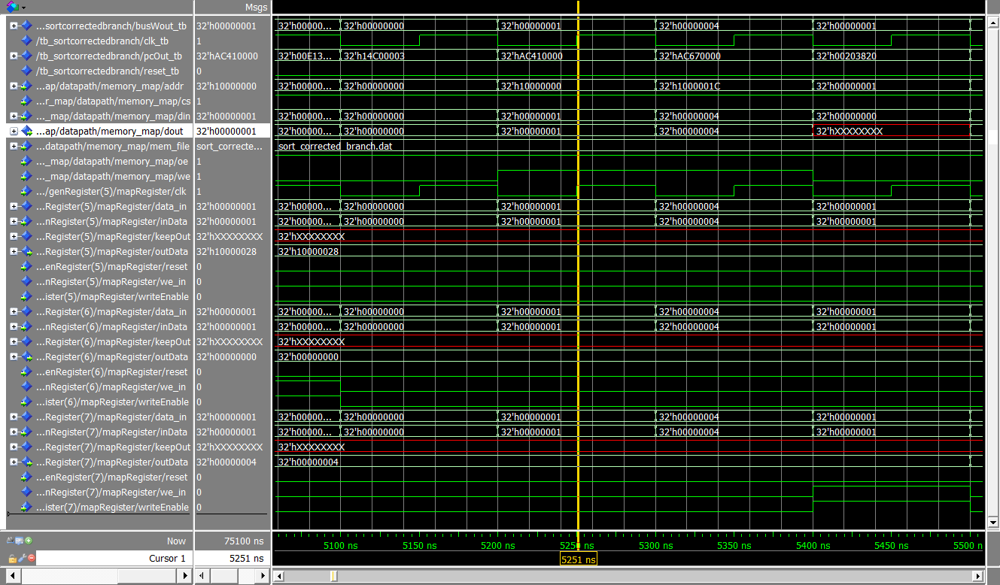 Msgs
...sortcorrectedbranch/busWout_tb 32'h00000001 32'h00000... 32'h00000000 32'h00000001 32'h00000004 32'h00000001
/tb_sortcorrectedbranch/clk_tb 1
/tb_sortcorrectedbranch/pcOut_tb 32'hAC410000 32'h00E13... 32'h14C00003 32'hAC410000 32'hAC670000 32'h00203820
/tb_sortcorrectedbranch/reset_tb 0
...ap/datapath/memory_map/addr 32'h10000000 32'h00000... 32'h00000000 32'h10000000 32'h1000001C 32'h00000001
...r_map/datapath/memory_map/cs 1
..._map/datapath/memory_map/din 32'h00000001 32'h00000... 32'h00000000 32'h00000001 32'h00000004 32'h00000000
...ap/datapath/memory_map/dout 32'h00000001 32'h00000... 32'h00000000 32'h00000001 32'h00000004 32'hXXXXXXXX
...datapath/memory_map/mem_file sort_correcte... sort_corrected_branch.dat
..._map/datapath/memory_map/oe 1
..._map/datapath/memory_map/we 1
.../genRegister(5)/mapRegister/clk 1
...Register(5)/mapRegister/data_in 32'h00000001 32'h00000... 32'h00000000 32'h00000001 32'h00000004 32'h00000001
...nRegister(5)/mapRegister/inData 32'h00000001 32'h00000... 32'h00000000 32'h00000001 32'h00000004 32'h00000001
...Register(5)/mapRegister/keepOut 32'hXXXXXXXX 32'hXXXXXXXX
...Register(5)/mapRegister/outData 32'h10000028 32'h10000028
...enRegister(5)/mapRegister/reset 0
...nRegister(5)/mapRegister/we_in 0
...ister(5)/mapRegister/writeEnable 0
...Register(6)/mapRegister/data_in 32'h00000001 32'h00000... 32'h00000000 32'h00000001 32'h00000004 32'h00000001
...nRegister(6)/mapRegister/inData 32'h00000001 32'h00000... 32'h00000000 32'h00000001 32'h00000004 32'h00000001
...Register(6)/mapRegister/keepOut 32'hXXXXXXXX 32'hXXXXXXXX
...Register(6)/mapRegister/outData 32'h00000000 32'h00000000
...enRegister(6)/mapRegister/reset 0
...nRegister(6)/mapRegister/we_in 0
...ister(6)/mapRegister/writeEnable 0
...Register(7)/mapRegister/data_in 32'h00000001 32'h00000... 32'h00000000 32'h00000001 32'h00000004 32'h00000001
...nRegister(7)/mapRegister/inData 32'h00000001 32'h00000... 32'h00000000 32'h00000001 32'h00000004 32'h00000001
...Register(7)/mapRegister/keepOut 32'hXXXXXXXX 32'hXXXXXXXX
...Register(7)/mapRegister/outData 32'h00000004 32'h00000004
...enRegister(7)/mapRegister/reset 0
...nRegister(7)/mapRegister/we_in 0
...ister(7)/mapRegister/writeEnable 0
Now 75100 ns 5100 ns 5150 ns 5200 ns 5250 ns 5300 ns 5350 ns 5400 ns 5450 ns 5500 n
Cursor 1 5251 ns 5251 ns